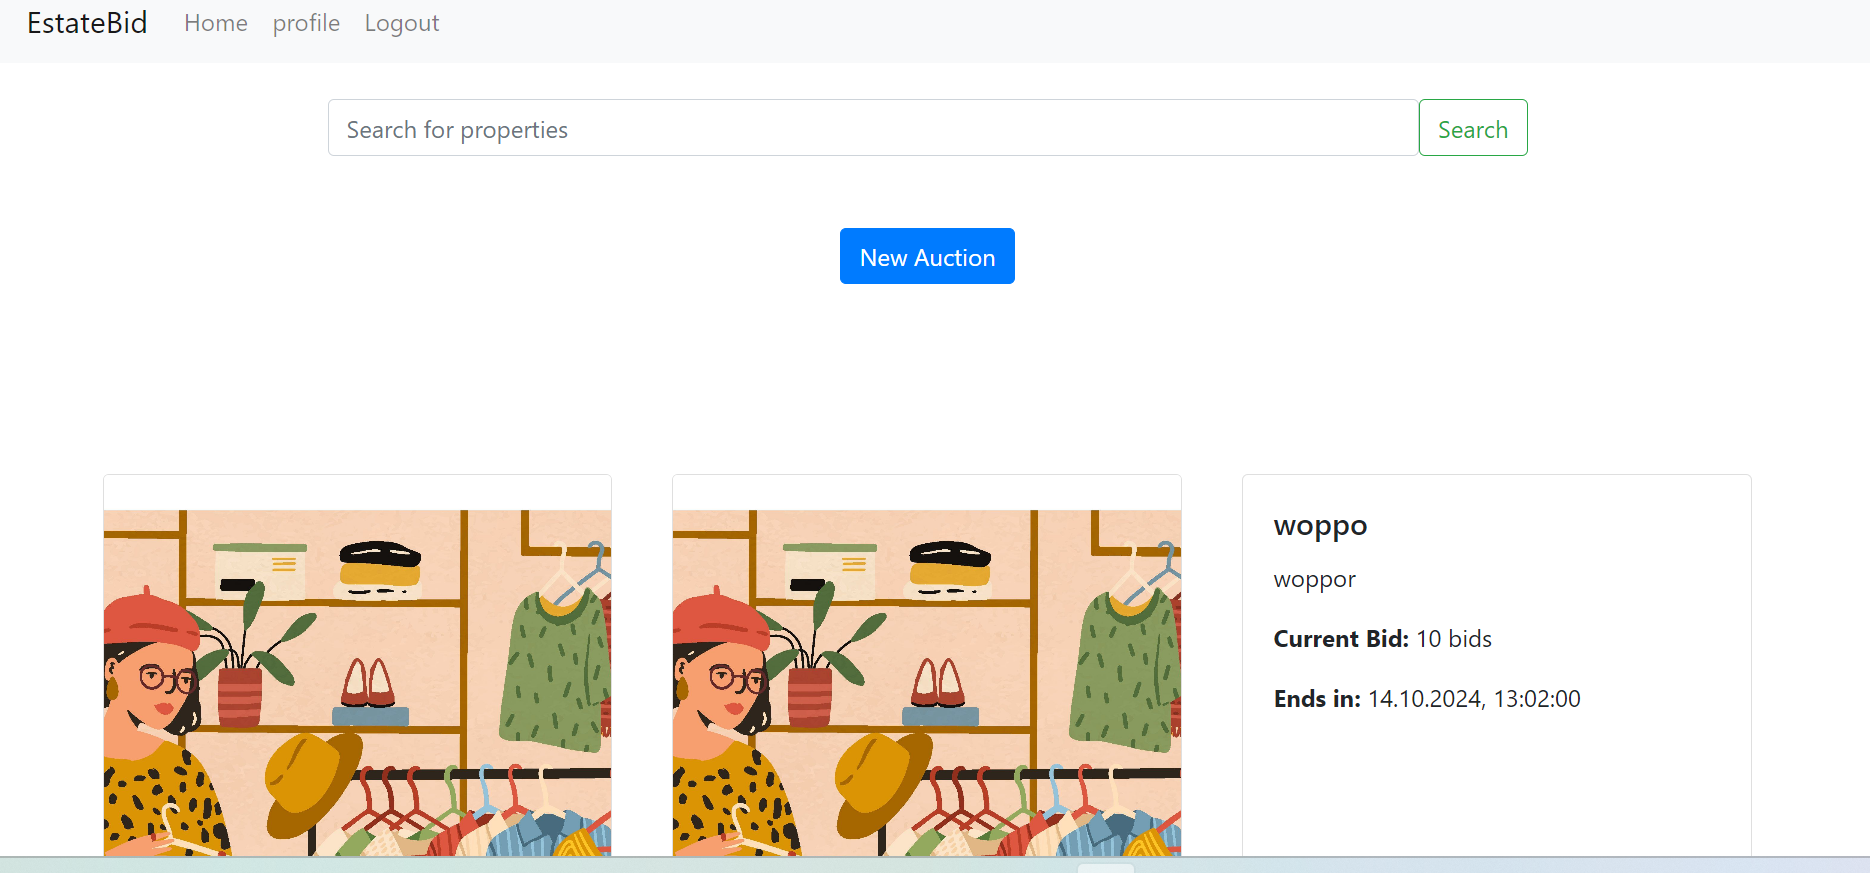 EstateBid Home profile Logout
Search for properties Search
New Auction
woppo
woppor
Current Bid: 10 bids
Ends in: 14.10.2024, 13:02:00